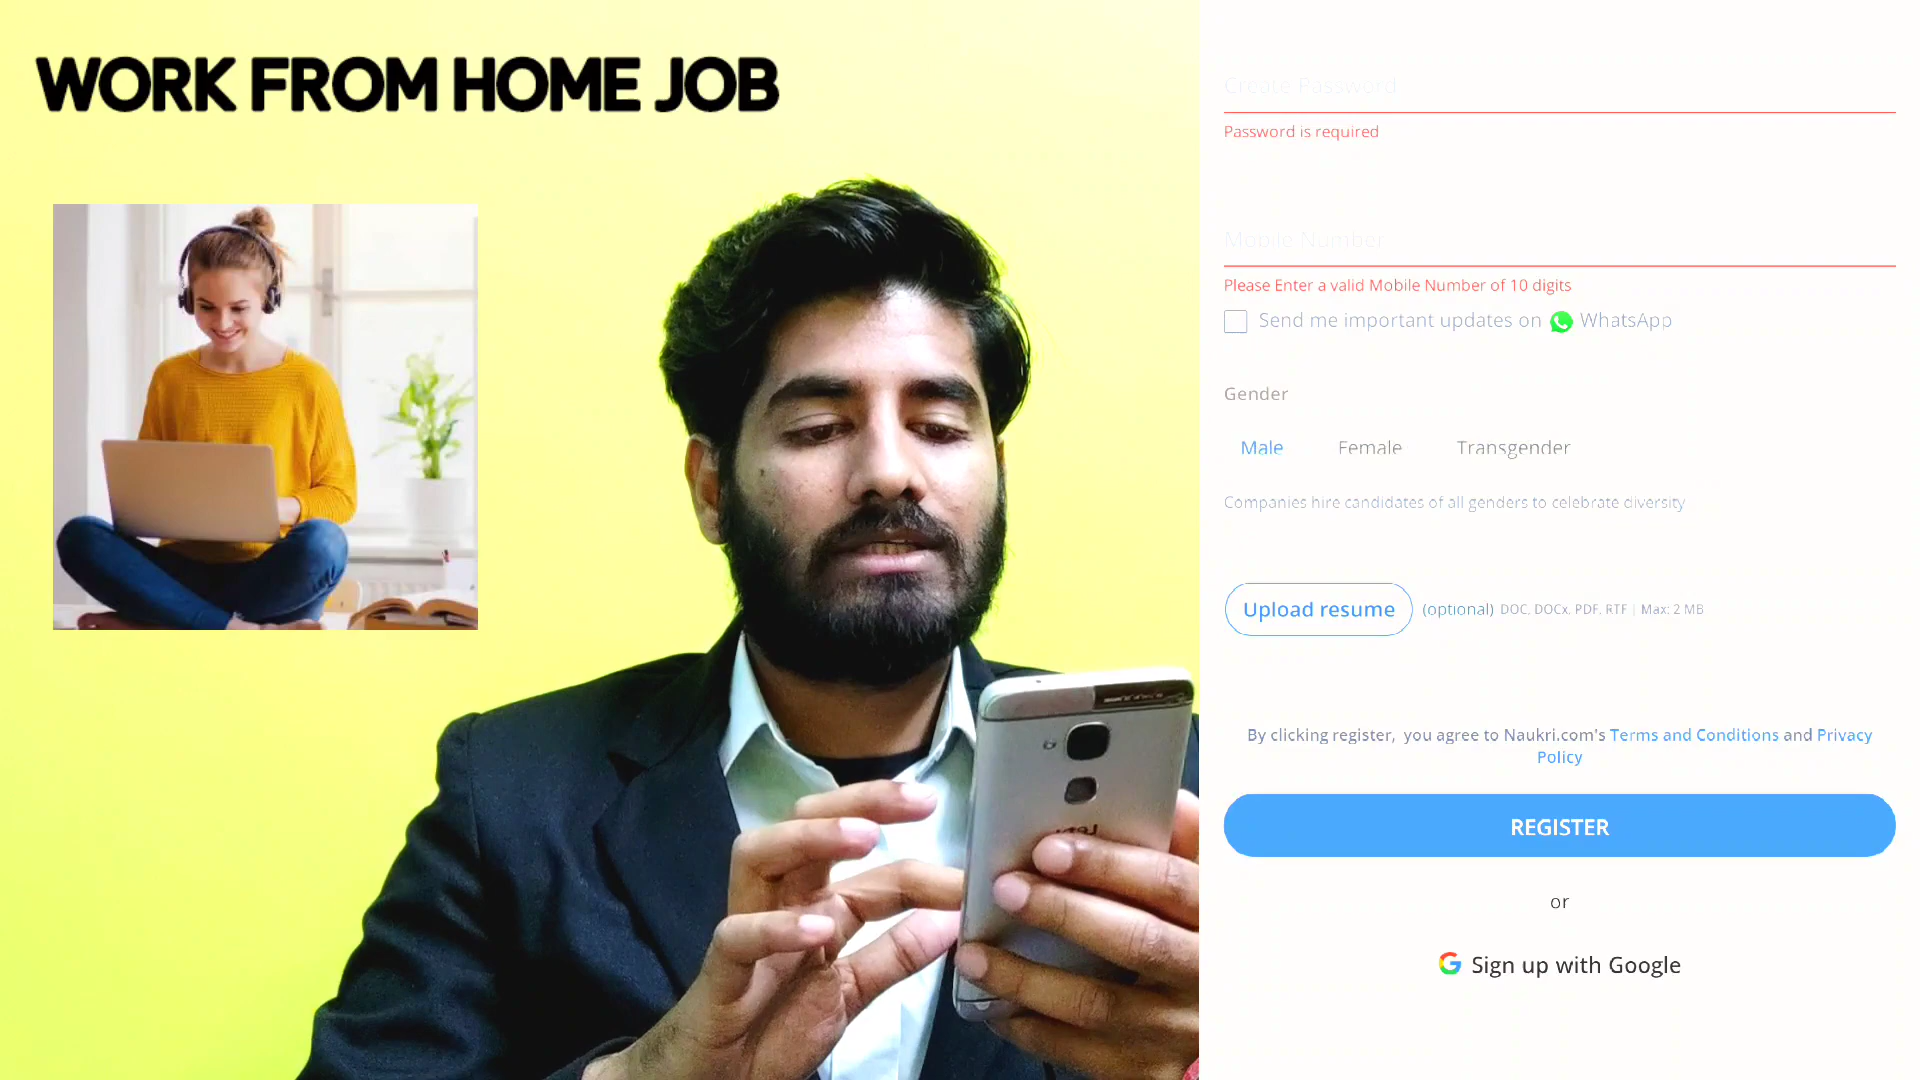 WORK FROM HOME JOB
Create Password
Password is required
Mobile Number
Please Enter a valid Mobile Number of 10 digits
Send me important updates on WhatsApp
Gender
Male Female Transgender
Companies hire candidates of all genders to celebrate diversity
Upload resume (optional) DOC, DOCx, PDF, RTF | Max: 2 MB
By clicking register, you agree to Naukri.com's Terms and Conditions and Privacy
Policy
REGISTER
or
Sign up with Google